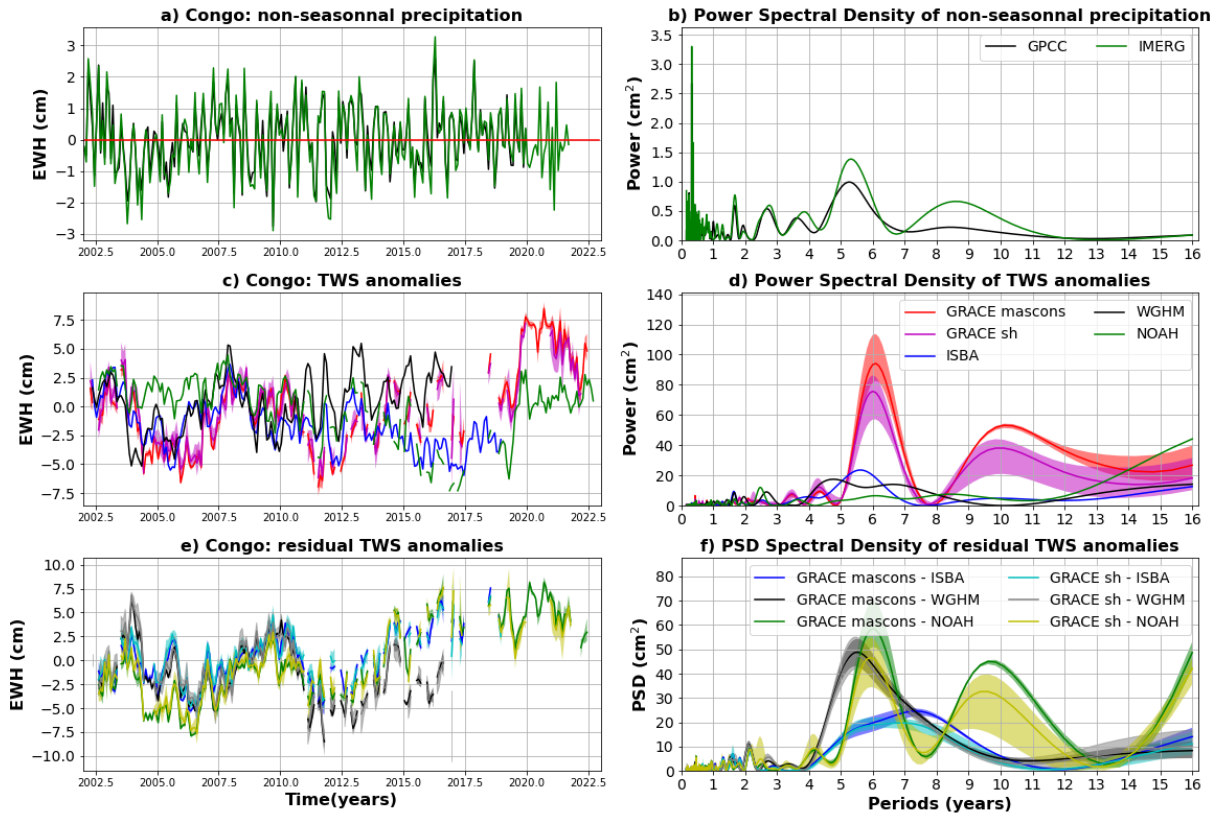 a) Congo: non-seasonnal precipitation
3
2
1
0
−1
−2
−3
EWH (cm)
2002.5 2005.0 2007.5 2010.0 2012.5 2015.0 2017.5 2020.0 2022.5
b) Power Spectral Density of non-seasonnal precipitation
GPCC IMERG
3.5
3.0
2.5
2.0
1.5
1.0
0.5
0.0
Power (cm²)
0 1 2 3 4 5 6 7 8 9 10 11 12 13 14 15 16
c) Congo: TWS anomalies
7.5
5.0
2.5
0.0
−2.5
−5.0
−7.5
EWH (cm)
2002.5 2005.0 2007.5 2010.0 2012.5 2015.0 2017.5 2020.0 2022.5
d) Power Spectral Density of TWS anomalies
GRACE mascons WGHM
GRACE sh NOAH
ISBA
140
120
100
80
60
40
20
0
Power (cm²)
0 1 2 3 4 5 6 7 8 9 10 11 12 13 14 15 16
e) Congo: residual TWS anomalies
10.0
7.5
5.0
2.5
0.0
−2.5
−5.0
−7.5
−10.0
EWH (cm)
2002.5 2005.0 2007.5 2010.0 2012.5 2015.0 2017.5 2020.0 2022.5
Time(years)
f) PSD Spectral Density of residual TWS anomalies
GRACE mascons - ISBA GRACE sh - ISBA
GRACE mascons - WGHM GRACE sh - WGHM
GRACE mascons - NOAH GRACE sh - NOAH
80
70
60
50
40
30
20
10
0
PSD (cm²)
0 1 2 3 4 5 6 7 8 9 10 11 12 13 14 15 16
Periods (years)